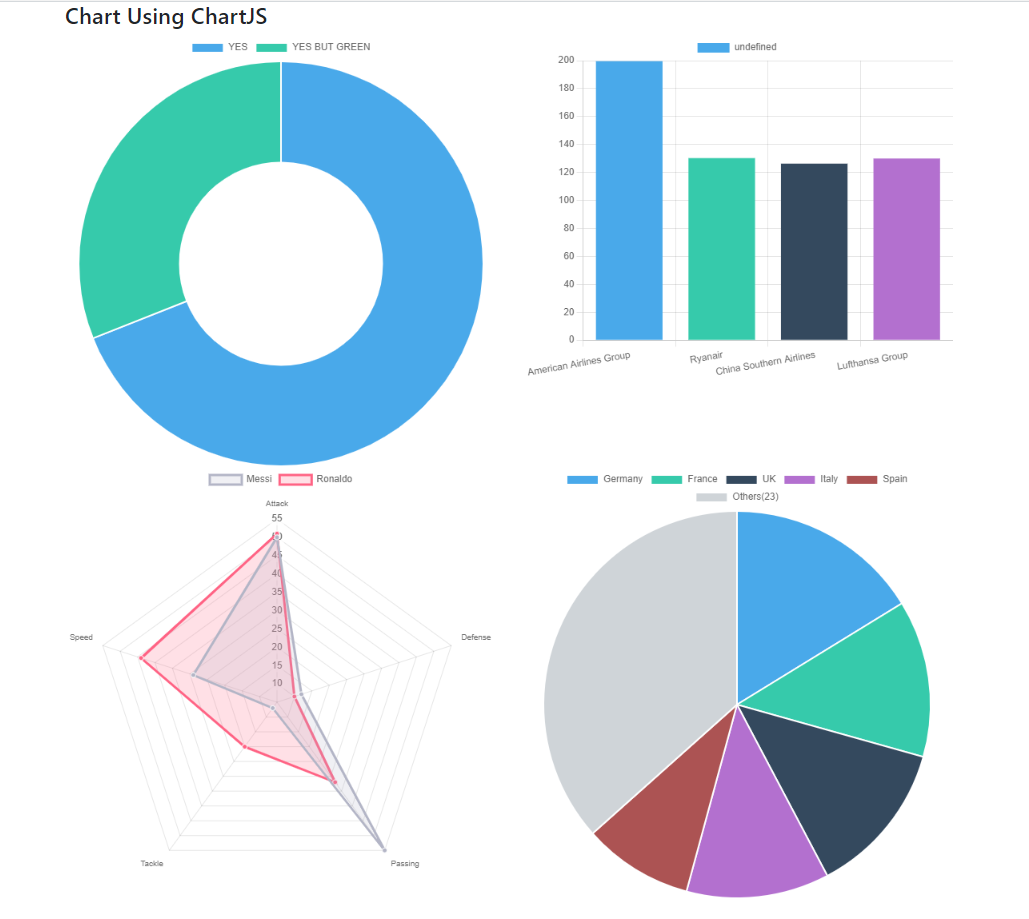 Chart Using ChartJS
YES YES BUT GREEN
undefined
200
180
160
140
120
100
80
60
40
20
0
American Airlines Group Ryanair China Southern Airlines Lufthansa Group
Messi Ronaldo
Attack
55
50
45
40
35
30
25
20
15
10
Speed
Defense
Tackle
Passing
Germany France UK Italy Spain
Others(23)